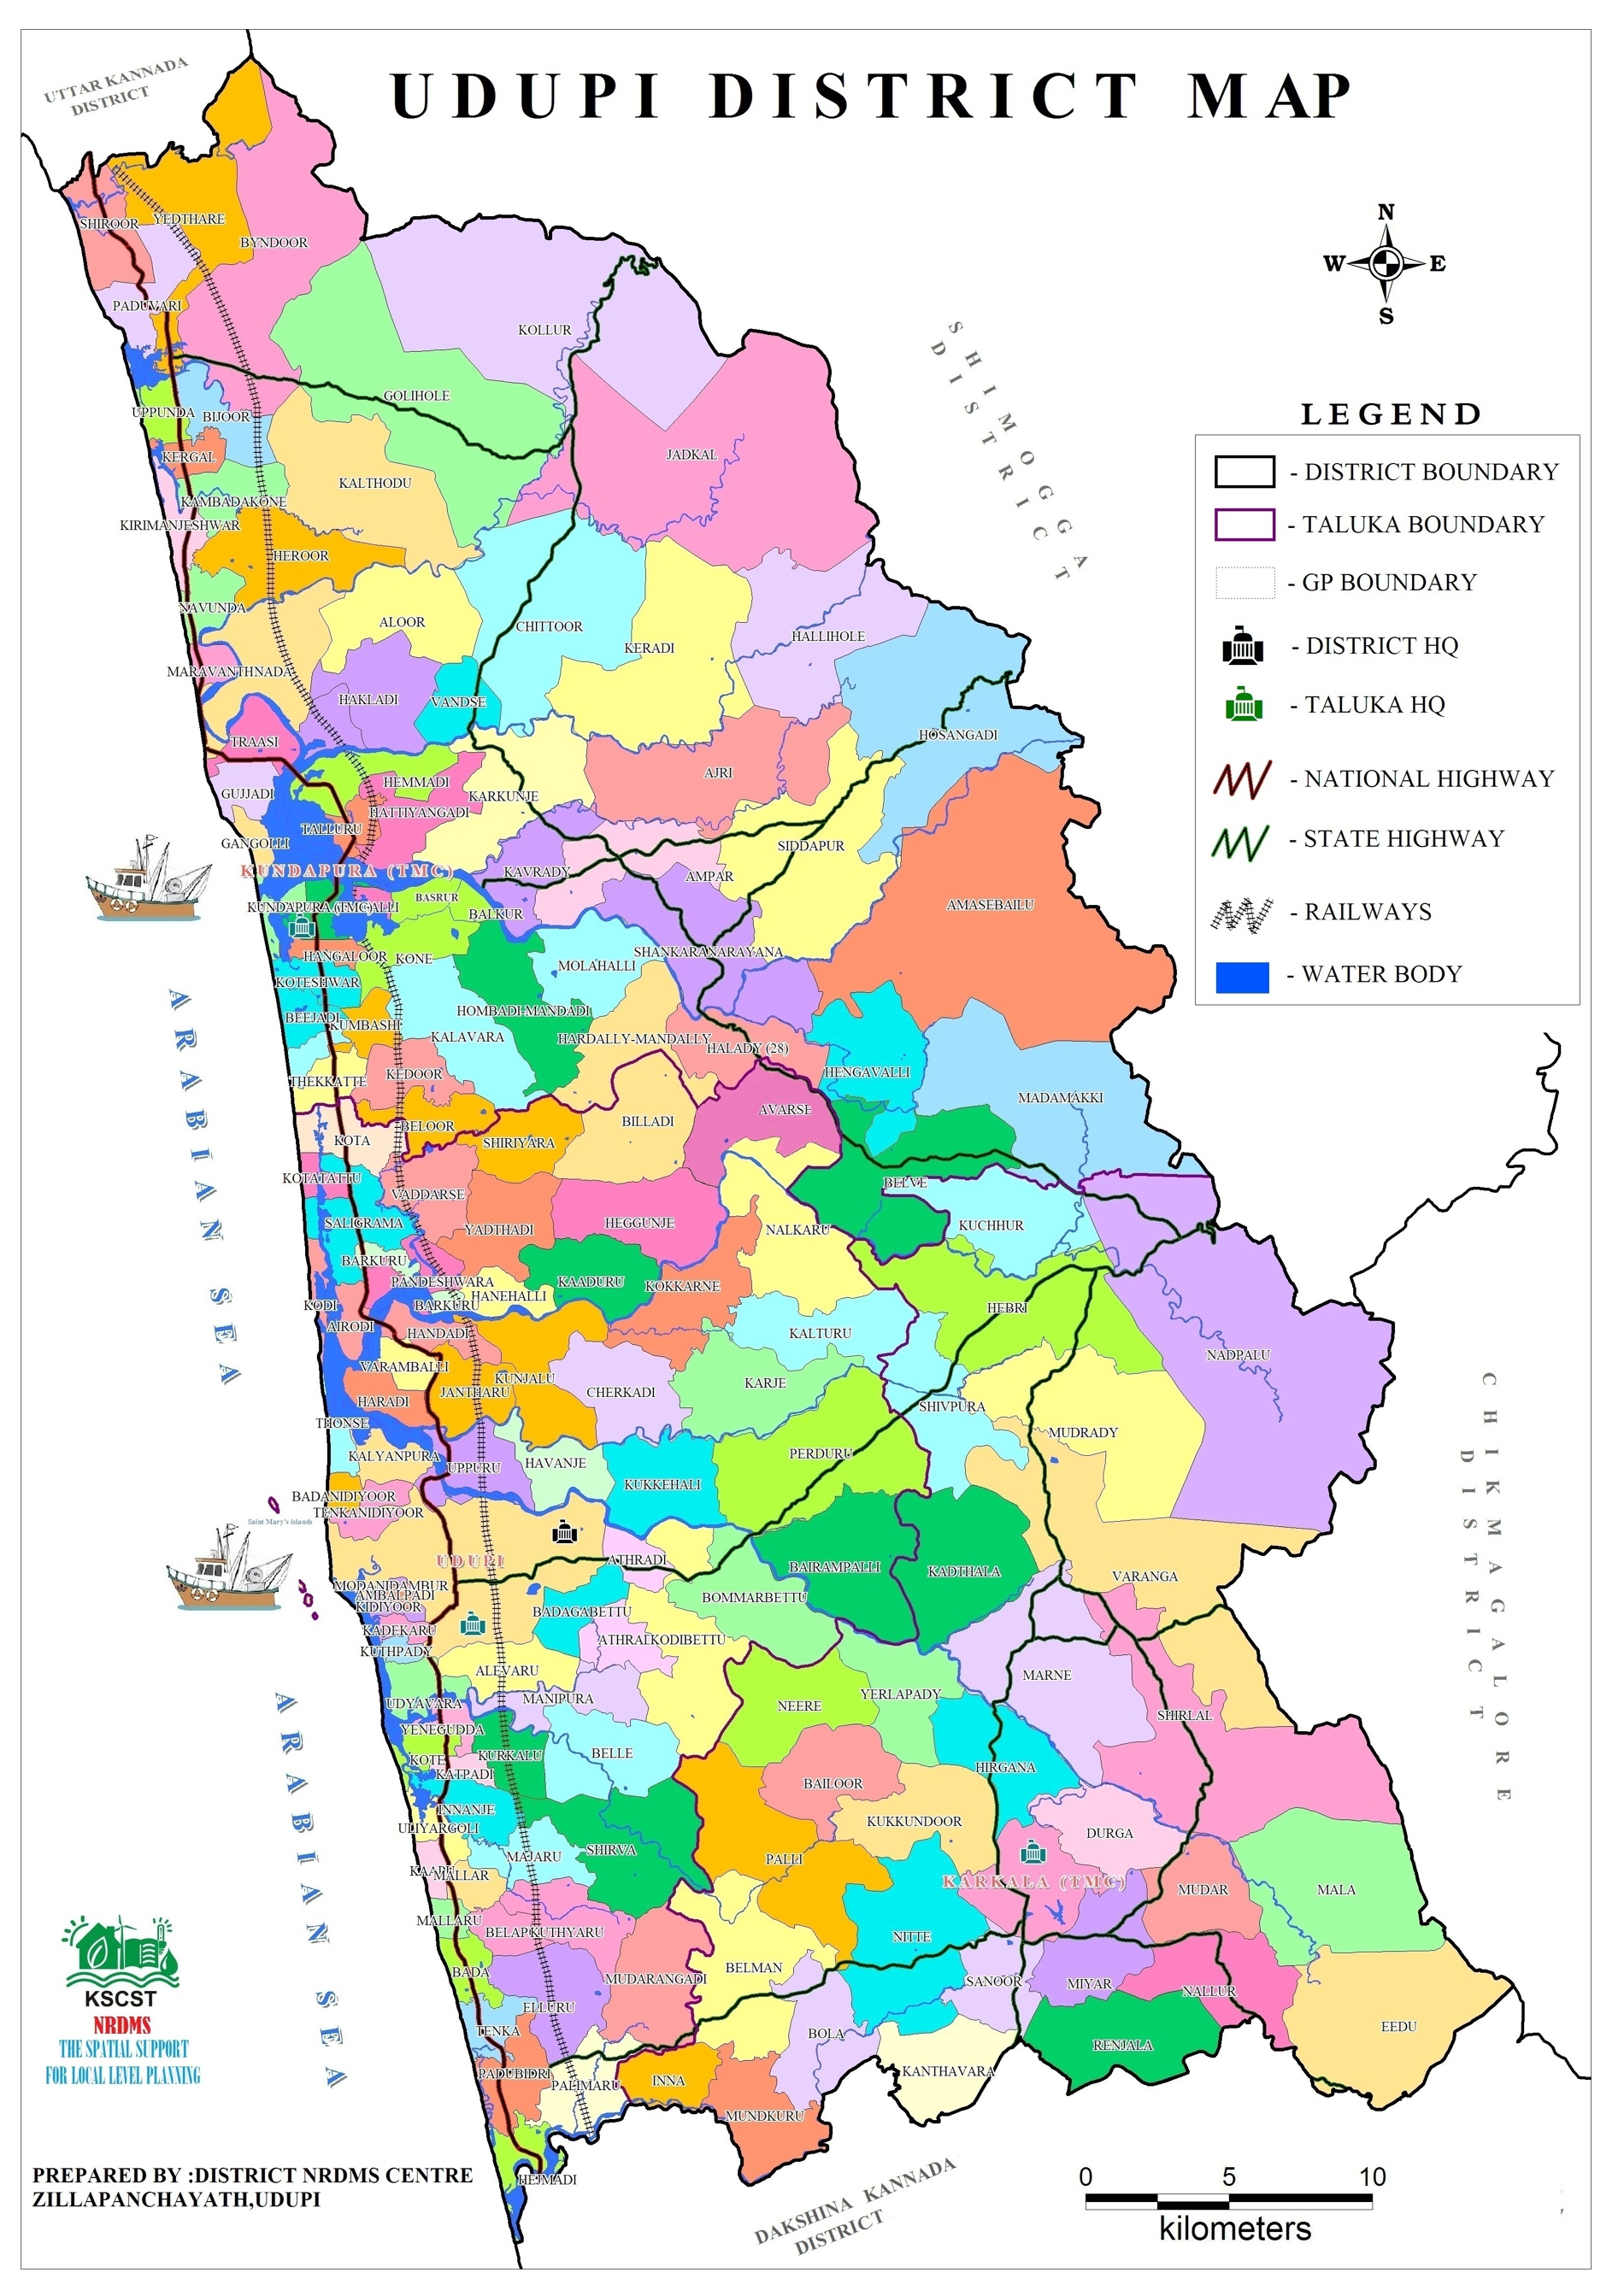 UDUPI DISTRICT MAP
UTTAR KANNADA
DISTRICT
N
W
E
S
SHIMOGGA
DISTRICT
LEGEND
- DISTRICT BOUNDARY
- TALUKA BOUNDARY
- GP BOUNDARY
- DISTRICT HQ
- TALUKA HQ
- NATIONAL HIGHWAY
- STATE HIGHWAY
- RAILWAYS
- WATER BODY
SHIROOR
YEDTHARE
BYNDOOR
PADUVARI
KOLLUR
GOLIHOLE
UPPUNDA
BIJOOR
KERGAL
JADKAL
KALTHODU
KAMBADAKONE
KIRIMANJESHWAR
HEROOR
NAVUNDA
ALOOR
CHITTOOR
KERADI
HALLIHOLE
MARAVANTHNADA
HAKLADI
VANDSE
TRAASI
HOSANGADI
HEMMADI
AJRI
GUJJADI
KARKUNJE
HATTIYANGADI
TALLURU
GANGOLLI
SIDDAPUR
KUNDAPURA (TMC)
KAVRADY
AMPAR
BASRUR
KUNDAPURA (TMC)ALLI
BALKUR
AMASEBAILU
HANGALOOR
KONE
SHANKARANARAYANA
MOLAHALLI
KOTESHWAR
HOMBADI-MANDADI
BEEJADI
KUMBASHI
KALAVARA
HARDALLY-MANDALLY
HALADY (28)
THEKKATTE
KEDOOR
HENGAVALLI
MADAMAKKI
AVARSE
BELOOR
BILLADI
KOTA
SHIRIYARA
KOTATATTU
VADDARSE
BELVE
SALIGRAMA
YADTHADI
HEGGUNJE
NALKARU
KUCHHUR
BARKURU
PANDESHWARA
KAADURU
KOKKARNE
HANEHALLI
KODI
BARKURU
HEBRI
AIRODI
HANDADI
KALTURU
NADPALU
VARAMBALLI
KUNJALU
CHERKADI
KARJE
HARADI
JANTHARU
SHIVPURA
THONSE
MUDRADY
KALYANPURA
UPPURU
HAVANJE
PERDURU
KUKKEHALI
BADANIDIYOOR
TENKANIDIYOOR
Saint Mary's islands
UDUPI
ATHRADI
BAIRAMPALLI
KADTHALA
VARANGA
MODANIDAMBUR
AMBALPADI
KIDIYOOR
BOMMARBETTU
BADAGABETTU
KADEKARU
ATHRALKODIBETTU
KUTHPADY
ALEVARU
MARNE
UDYAVARA
MANIPURA
NEERE
YERLAPADY
SHIRLAL
YENEGUDDA
KURKALU
BELLE
KOTE
KATPADI
HIRGANA
BAILOOR
INNANJE
KUKKUNDOOR
ULIYARGOLI
DURGA
MAJARU
SHIRVA
PALLI
KAAPU
MALLAR
KARKALA (TMC)
MUDAR
MALA
MALLARU
BELAPKUTHYARU
NITTE
BADA
MUDARANGADI
BELMAN
SANOOR
MIYAR
NALLUR
ELLURU
TENKA
BOLA
EEDU
RENJALA
PADUBIDRI
PALIMARU
INNA
KANTHAVARA
MUNDKURU
HEJMADI
ARABIAN SEA
ARABIAN SEA
CHIKMAGALORE
DISTRICT
DAKSHINA KANNADA
DISTRICT
KSCST
NRDMS
THE SPATIAL SUPPORT
FOR LOCAL LEVEL PLANNING
PREPARED BY :DISTRICT NRDMS CENTRE
ZILLAPANCHAYATH,UDUPI
0 5 10
kilometers